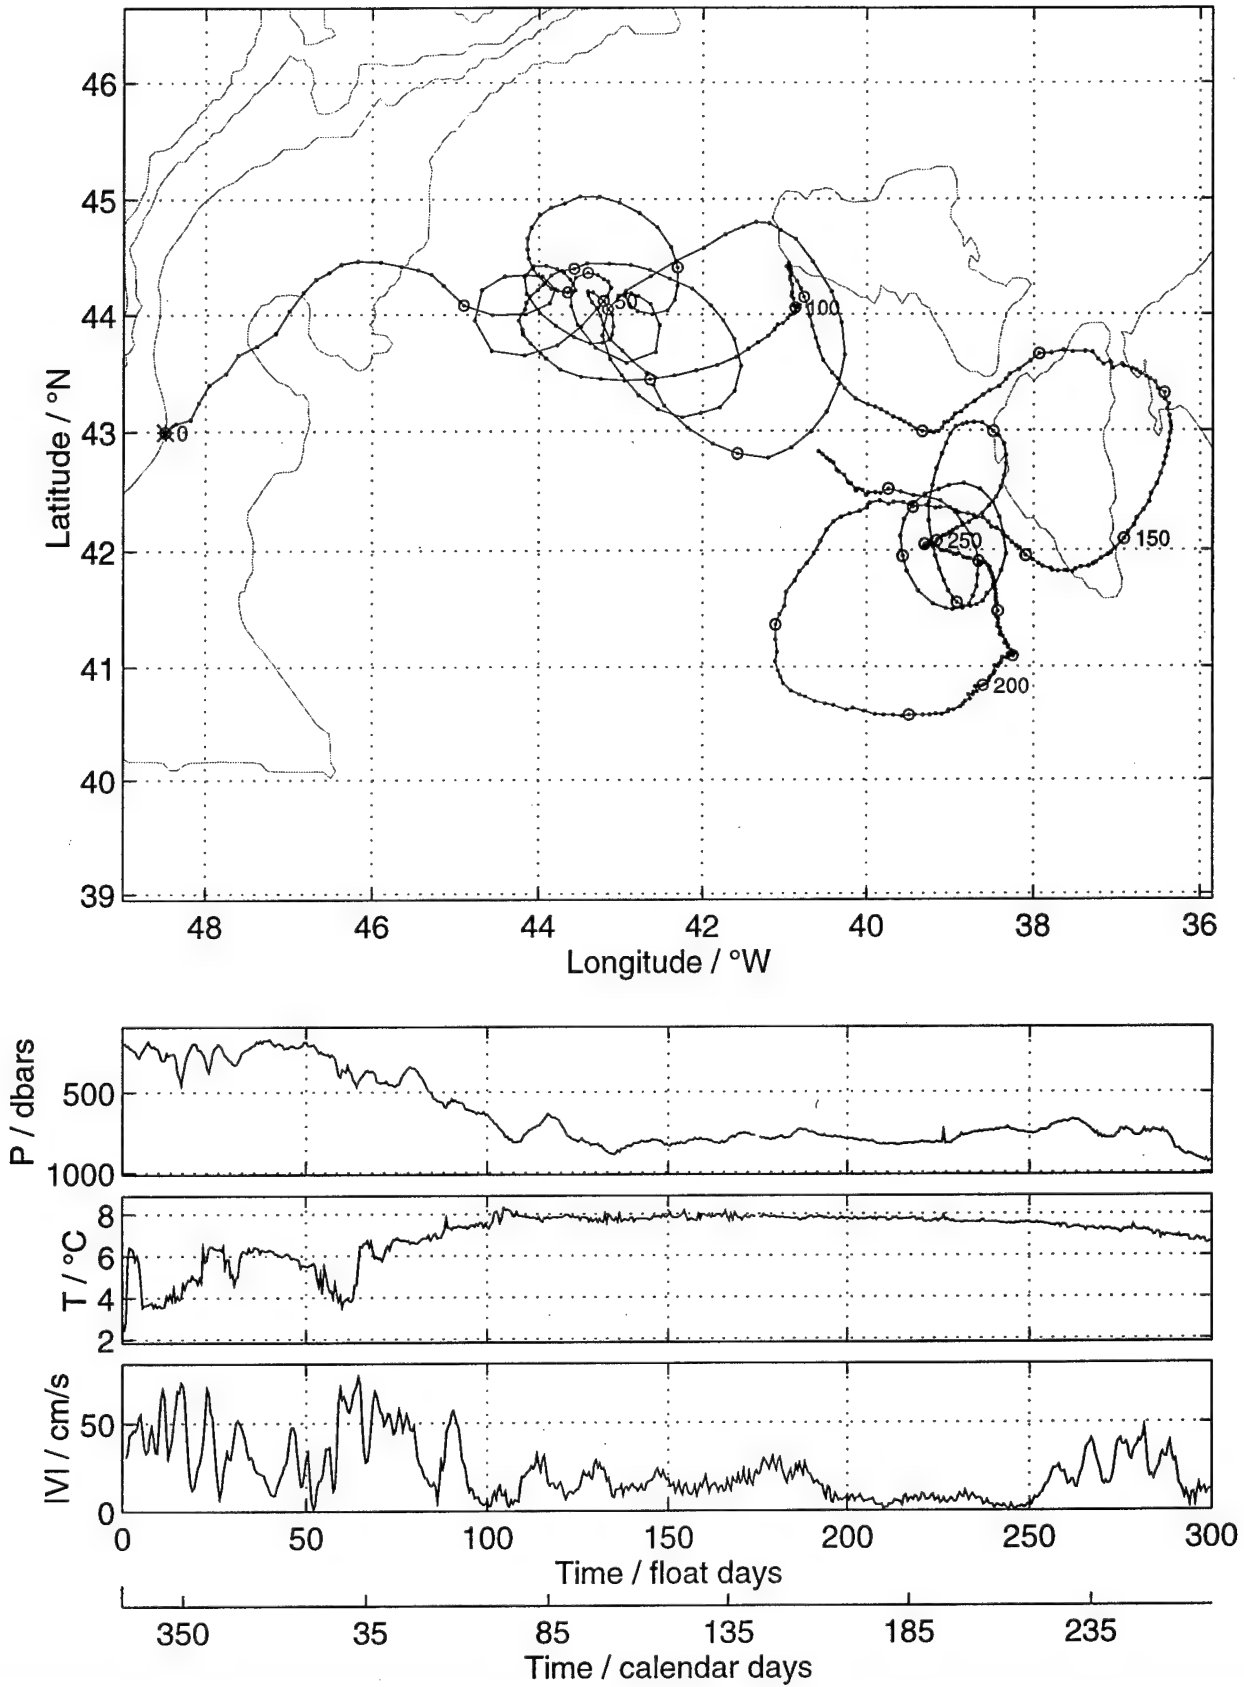 46
45
44
43
42
41
40
39
Latitude / °N
0
50
100
150
250
200
48 46 44 42 40 38 36
Longitude / °W
P / dbars
500
1000
T / °C
8
6
4
2
|V| / cm/s
50
0
0 50 100 150 200 250 300
Time / float days
350 35 85 135 185 235
Time / calendar days